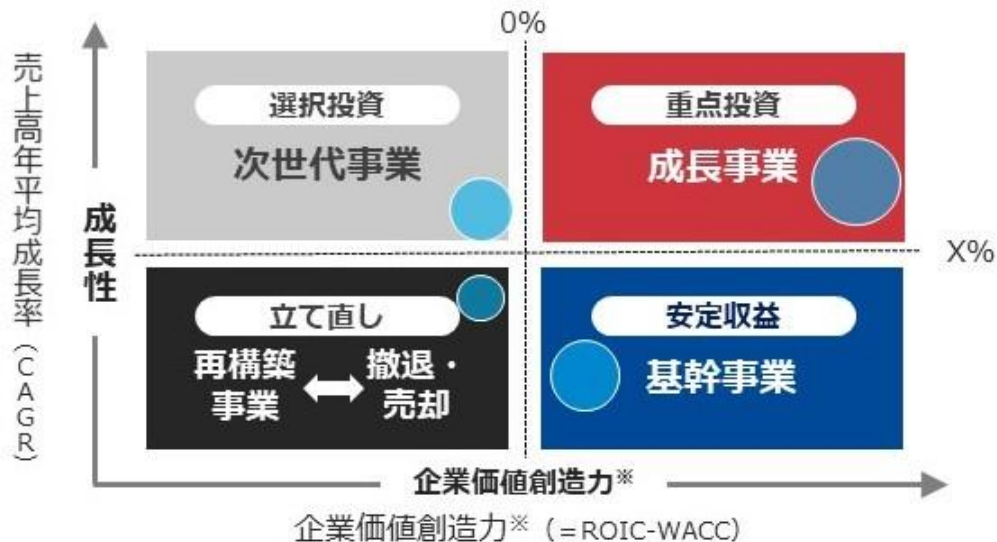 0%
売上高年平均成長率（CAGR）
成長性
選択投資
次世代事業
重点投資
成長事業
X%
立て直し
再構築
事業
撤退・
売却
安定収益
基幹事業
企業価値創造力※
企業価値創造力※（=ROIC-WACC）